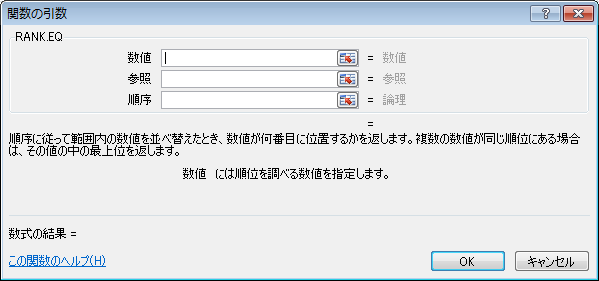 関数の引数
RANK.EQ
数値 = 数値
参照 = 参照
順序 = 論理
=
順序に従って範囲内の数値を並べ替えたとき、数値が何番目に位置するかを返します。複数の数値が同じ順位にある場合
は、その値の中の最上位を返します。
数値 には順位を調べる数値を指定します。
数式の結果 =
この関数のヘルプ(H)
OK キャンセル